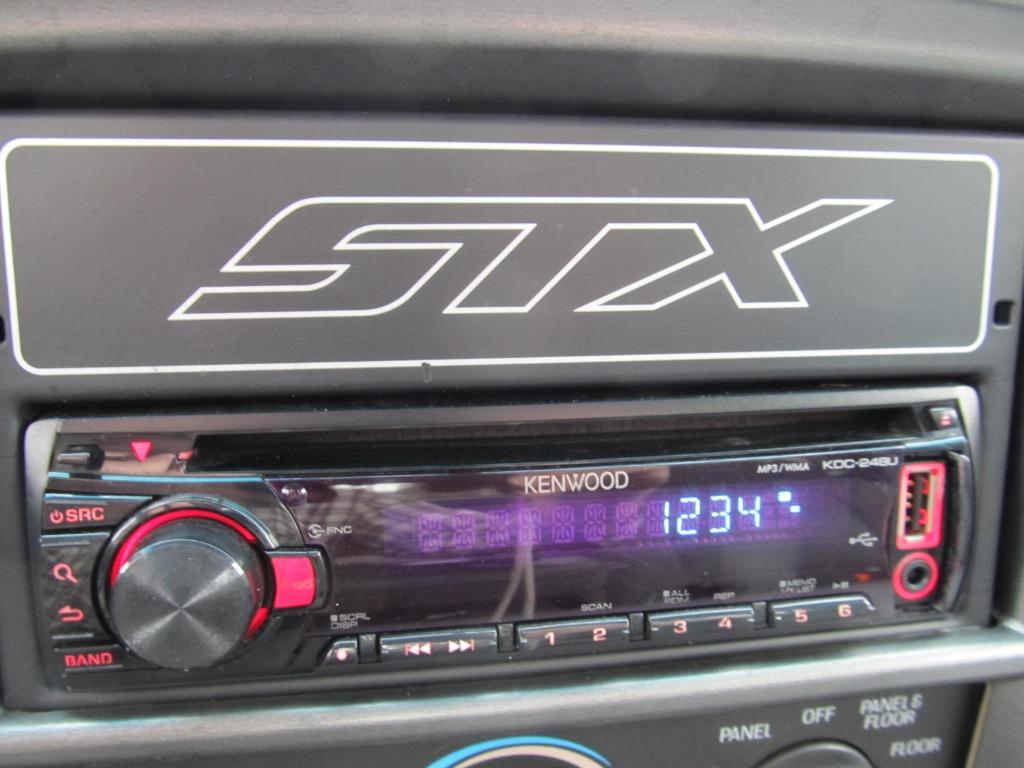 STX
MP3/WMA KDC-248U
KENWOOD
SRC
FNC
1234
SCRL
DISP
SCAN
ALL
RDM
REP
MEMO
MY LIST
BAND
1 2 3 4 5 6
PANEL
OFF
PANEL &
FLOOR
FLOOR